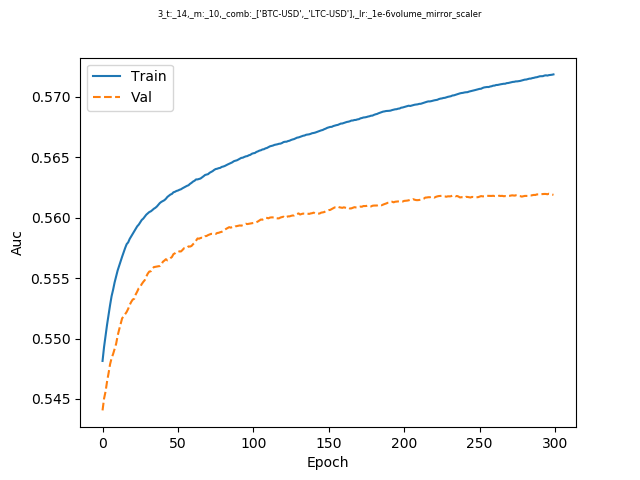 3_t:_14,_m:_10,_comb:_['BTC-USD',_'LTC-USD'],_lr:_1e-6volume_mirror_scaler
Train
Val
0.570
0.565
0.560
0.555
0.550
0.545
Auc
0 50 100 150 200 250 300
Epoch